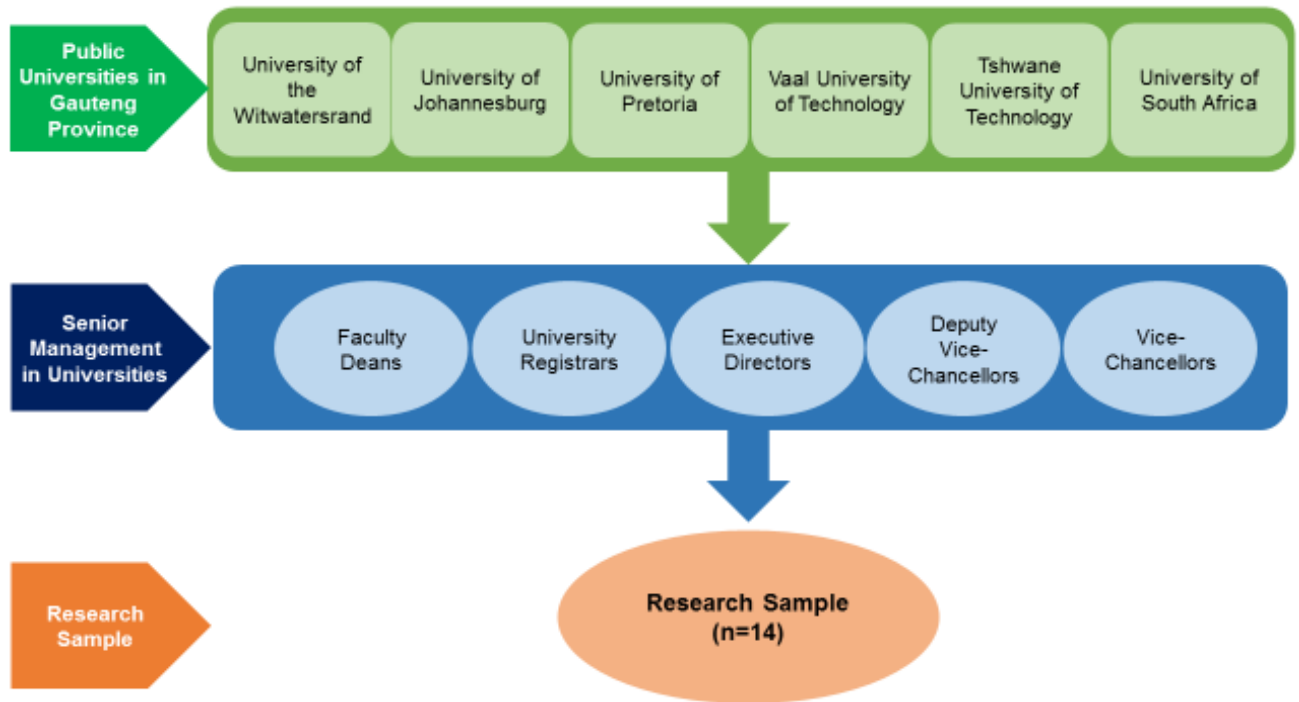 Public
Universities in
Gauteng
Province
University of
the
Witwatersrand
University of
Johannesburg
University of
Pretoria
Vaal University
of Technology
Tshwane
University of
Technology
University of
South Africa
Senior
Management
in Universities
Faculty
Deans
University
Registrars
Executive
Directors
Deputy
Vice-
Chancellors
Vice-
Chancellors
Research
Sample
Research Sample
(n=14)